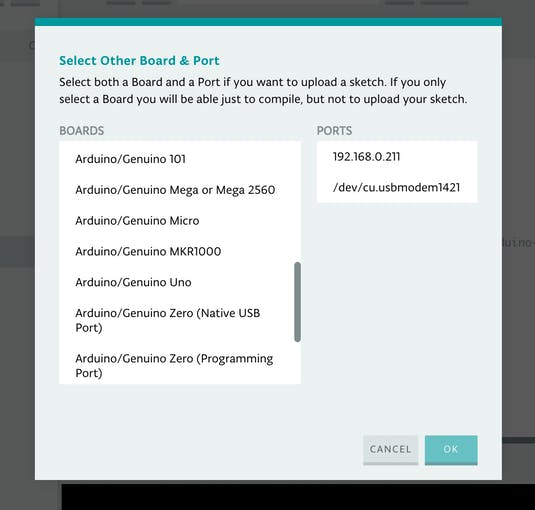 Select Other Board & Port
Select both a Board and a Port if you want to upload a sketch. If you only
select a Board you will be able just to compile, but not to upload your sketch.
BOARDS
PORTS
Arduino/Genuino 101
Arduino/Genuino Mega or Mega 2560
Arduino/Genuino Micro
Arduino/Genuino MKR1000
Arduino/Genuino Uno
Arduino/Genuino Zero (Native USB
Port)
Arduino/Genuino Zero (Programming
Port)
192.168.0.211
/dev/cu.usbmodem1421
CANCEL
OK